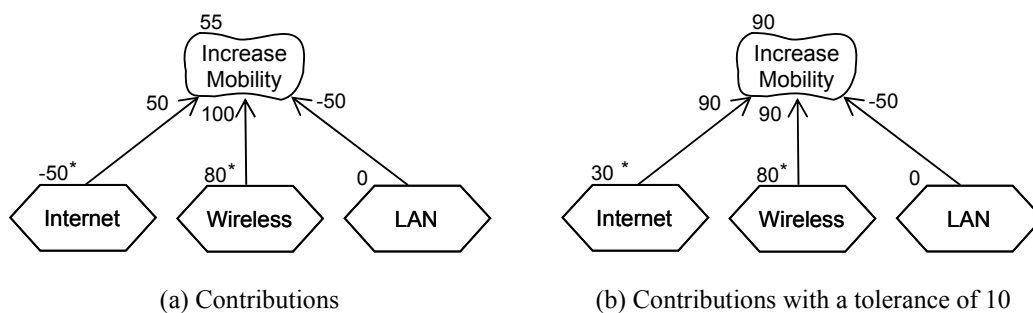 55
Increase
Mobility
50
100
-50
-50*
80*
0
Internet
Wireless
LAN
(a) Contributions
90
Increase
Mobility
90
90
-50
30 *
80*
0
Internet
Wireless
LAN
(b) Contributions with a tolerance of 10